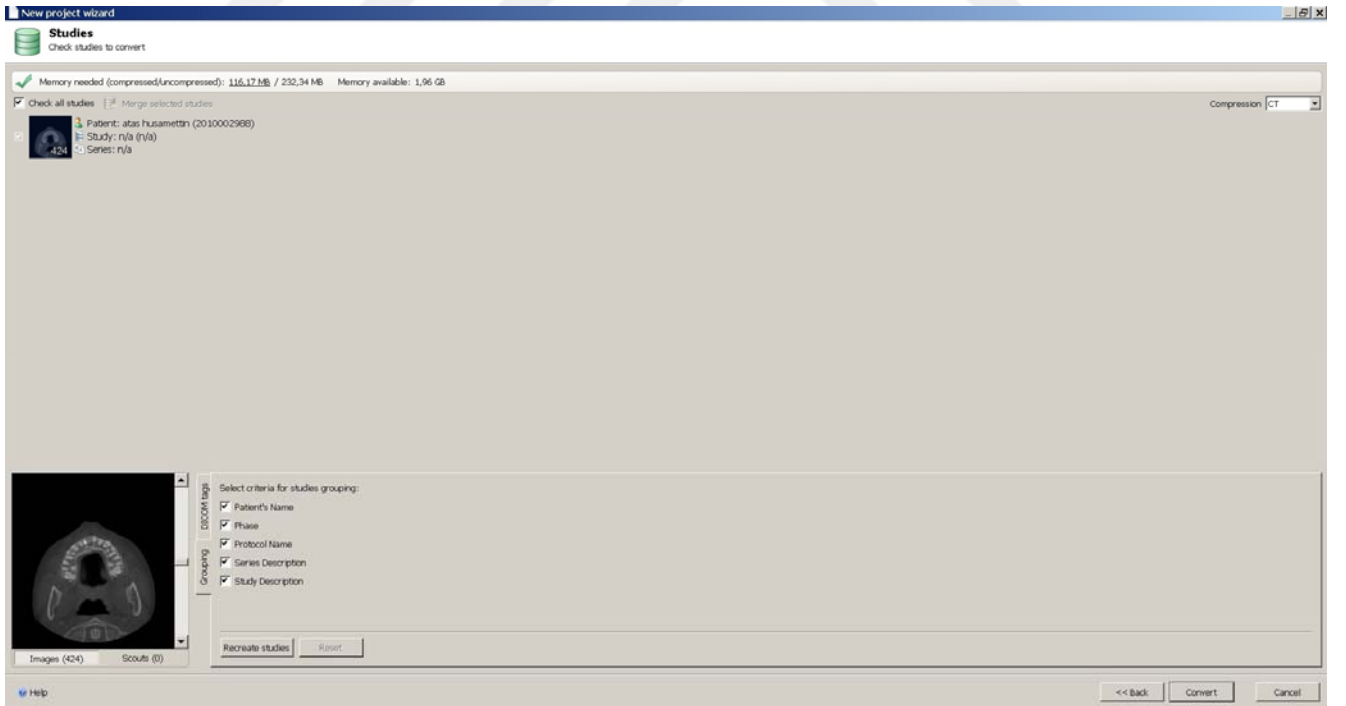 New project wizard
Studies
Check studies to convert
Memory needed (compressed/uncompressed): 116,17 MB / 232,34 MB Memory available: 1,96 GB
Check all studies Merge selected studies Compression CT
Patient: atas husamettin (2010002988)
Study: n/a (n/a)
424 Series: n/a
DICOM tags
Grouping
Select criteria for studies grouping:
Patient's Name
Phase
Protocol Name
Series Description
Study Description
Recreate studies Reset
Images (424) Scouts (0)
Help << Back Convert Cancel